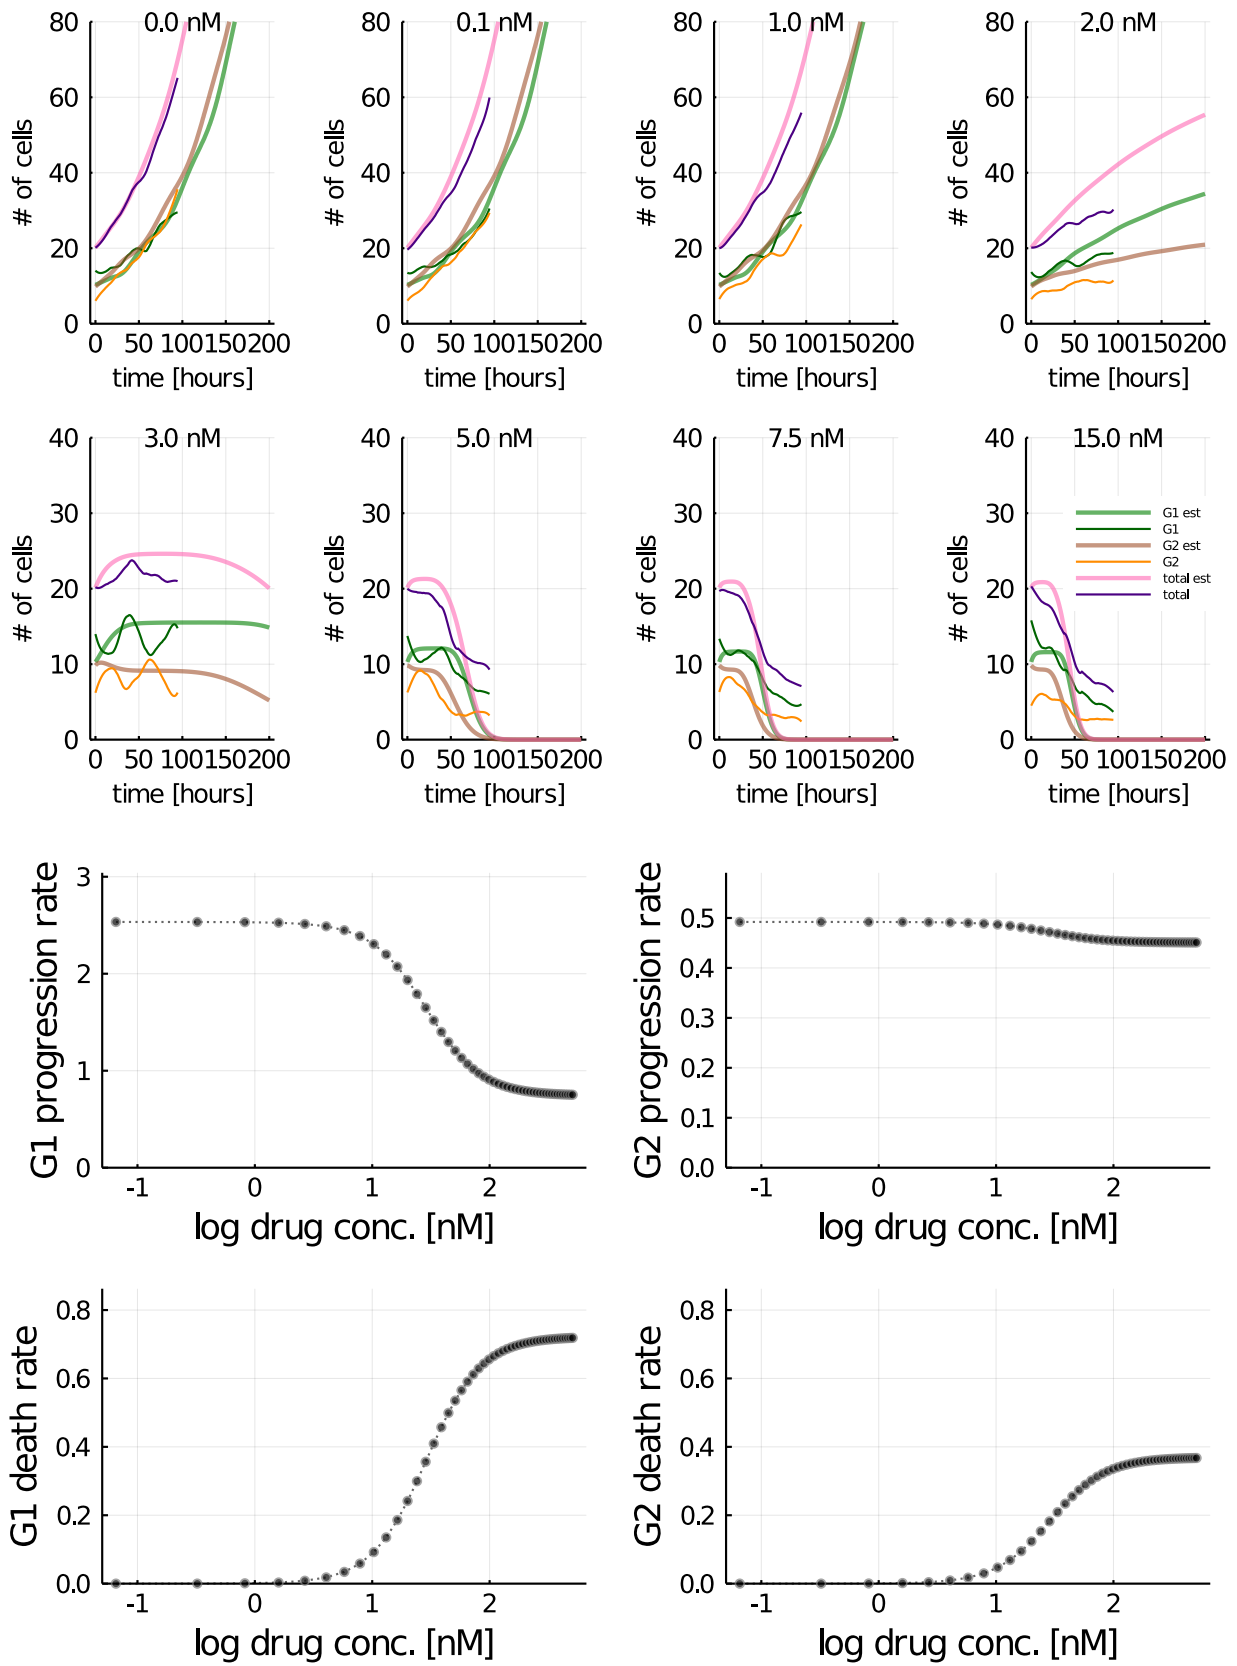 0.0 nM
# of cells
80
60
40
20
0
0 50 100 150 200
time [hours]
0.1 nM
# of cells
80
60
40
20
0
0 50 100 150 200
time [hours]
1.0 nM
# of cells
80
60
40
20
0
0 50 100 150 200
time [hours]
2.0 nM
# of cells
80
60
40
20
0
0 50 100 150 200
time [hours]
3.0 nM
# of cells
40
30
20
10
0
0 50 100 150 200
time [hours]
5.0 nM
# of cells
40
30
20
10
0
0 50 100 150 200
time [hours]
7.5 nM
# of cells
40
30
20
10
0
0 50 100 150 200
time [hours]
15.0 nM
# of cells
40
30
20
10
0
0 50 100 150 200
time [hours]
G1 est
G1
G2 est
G2
total est
total
G1 progression rate
3
2
1
0
-1 0 1 2
log drug conc. [nM]
G2 progression rate
0.5
0.4
0.3
0.2
0.1
0.0
-1 0 1 2
log drug conc. [nM]
G1 death rate
0.8
0.6
0.4
0.2
0.0
-1 0 1 2
log drug conc. [nM]
G2 death rate
0.8
0.6
0.4
0.2
0.0
-1 0 1 2
log drug conc. [nM]